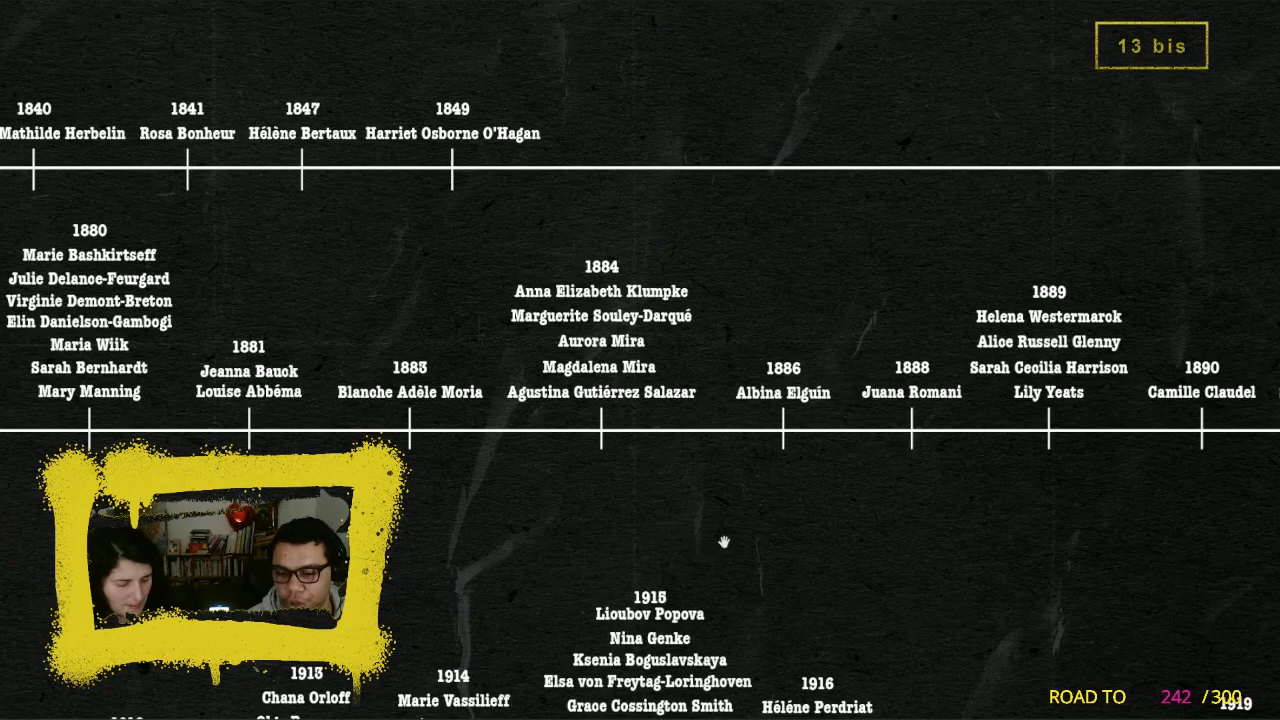 13 bis
1840
Mathilde Herbelin
1841
Rosa Bonheur
1847
Hélène Bertaux
1849
Harriet Osborne O'Hagan
1880
Marie Bashkirtseff
Julie Delance-Feurgard
Virginie Demont-Breton
Elin Danielson-Gambogi
Maria Wiik
Sarah Bernhardt
Mary Manning
1881
Jeanna Bauck
Louise Abbéma
1883
Blanche Adèle Moria
1884
Anna Elizabeth Klumpke
Marguerite Souley-Darqué
Aurora Mira
Magdalena Mira
Agustina Gutiérrez Salazar
1886
Albina Elguín
1888
Juana Romani
1889
Helena Westermarck
Alice Russell Glenny
Sarah Cecilia Harrison
Lily Yeats
1890
Camille Claudel
1913
Chana Orloff
1914
Marie Vassilieff
1915
Lioubov Popova
Nina Genke
Ksenia Boguslavskaya
Elsa von Freytag-Loringhoven
Grace Cossington Smith
1916
Héléne Perdriat
1919
ROAD TO 242 / 300